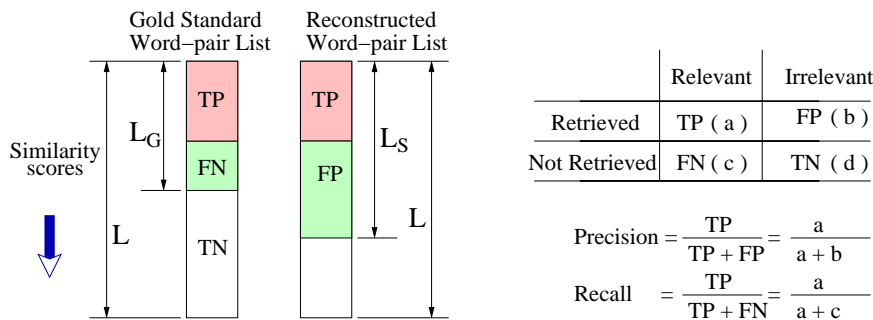 Gold Standard
Word−pair List
Reconstructed
Word−pair List
Similarity
scores
L
L_G
TP
FN
TN
TP
FP
L_S
L
Relevant Irrelevant
Retrieved TP ( a ) FP ( b )
Not Retrieved FN ( c ) TN ( d )
Precision = TP / TP + FP = a / a + b
Recall = TP / TP + FN = a / a + c